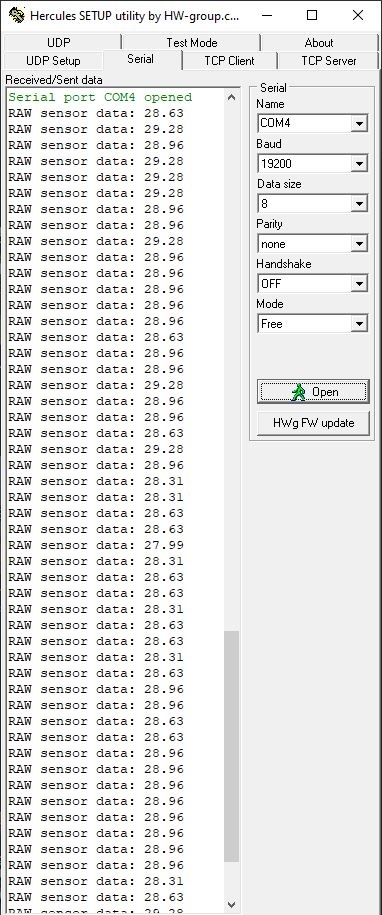 Hercules SETUP utility by HW-group.c...
UDP
Test Mode
About
UDP Setup
Serial
TCP Client
TCP Server
Received/Sent data
Serial port COM4 opened
RAW sensor data: 28.63
RAW sensor data: 29.28
RAW sensor data: 28.96
RAW sensor data: 29.28
RAW sensor data: 29.28
RAW sensor data: 29.28
RAW sensor data: 28.96
RAW sensor data: 29.28
RAW sensor data: 28.96
RAW sensor data: 28.96
RAW sensor data: 28.96
RAW sensor data: 28.96
RAW sensor data: 28.96
RAW sensor data: 28.96
RAW sensor data: 28.63
RAW sensor data: 28.96
RAW sensor data: 28.96
RAW sensor data: 29.28
RAW sensor data: 28.96
RAW sensor data: 28.96
RAW sensor data: 28.63
RAW sensor data: 29.28
RAW sensor data: 28.96
RAW sensor data: 28.31
RAW sensor data: 28.31
RAW sensor data: 28.63
RAW sensor data: 28.63
RAW sensor data: 27.99
RAW sensor data: 28.31
RAW sensor data: 28.63
RAW sensor data: 28.63
RAW sensor data: 28.31
RAW sensor data: 28.63
RAW sensor data: 28.63
RAW sensor data: 28.31
RAW sensor data: 28.63
RAW sensor data: 28.96
RAW sensor data: 28.96
RAW sensor data: 28.63
RAW sensor data: 28.63
RAW sensor data: 28.96
RAW sensor data: 28.96
RAW sensor data: 28.96
RAW sensor data: 28.96
RAW sensor data: 28.96
RAW sensor data: 28.96
RAW sensor data: 28.96
RAW sensor data: 28.96
RAW sensor data: 28.31
RAW sensor data: 28.63
RAW sensor data: 29.28
Serial
Name
COM4
Baud
19200
Data size
8
Parity
none
Handshake
OFF
Mode
Free
Open
HWg FW update